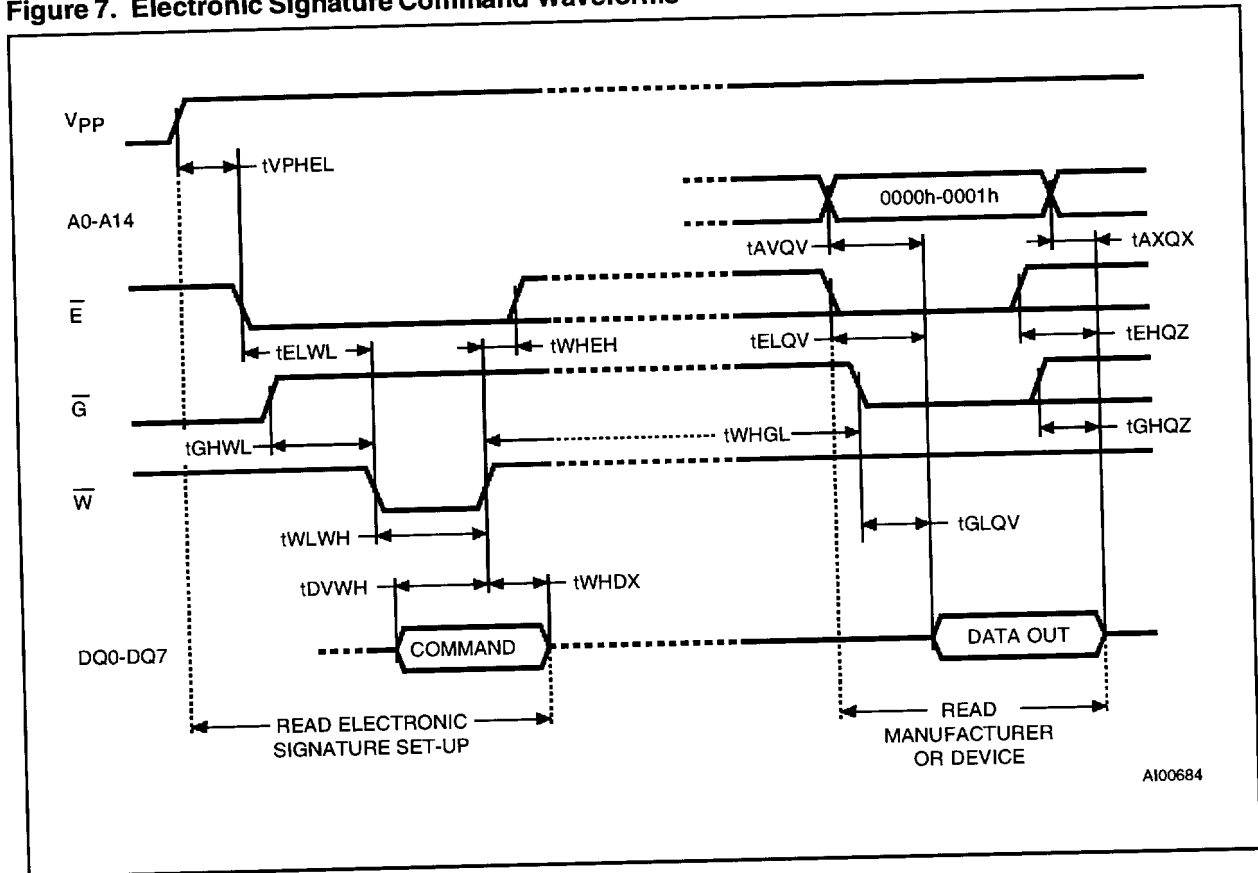 Figure 7. Electronic Signature Command Waveforms
VPP
tVPHEL
A0-A14
0000h-0001h
tAVQV
tAXQX
E
tELWL
tWHEH
tELQV
tEHQZ
G
tGHWL
tWHGL
tGHQZ
W
tWLWH
tGLQV
tDVWH
tWHDX
DQ0-DQ7
COMMAND
DATA OUT
READ ELECTRONIC
SIGNATURE SET-UP
READ
MANUFACTURER
OR DEVICE
AI00684